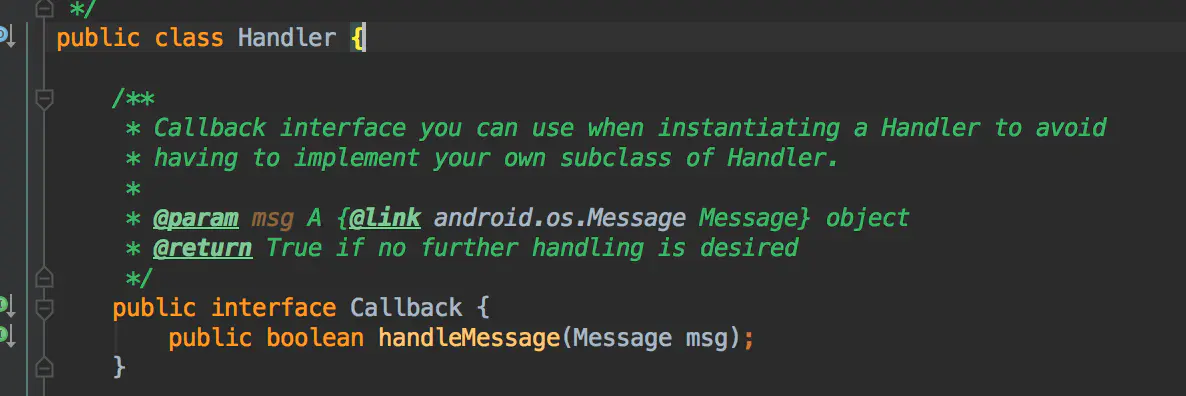 */
public class Handler {
/**
* Callback interface you can use when instantiating a Handler to avoid
* having to implement your own subclass of Handler.
*
* @param msg A {@link android.os.Message Message} object
* @return True if no further handling is desired
*/
public interface Callback {
public boolean handleMessage(Message msg);
}